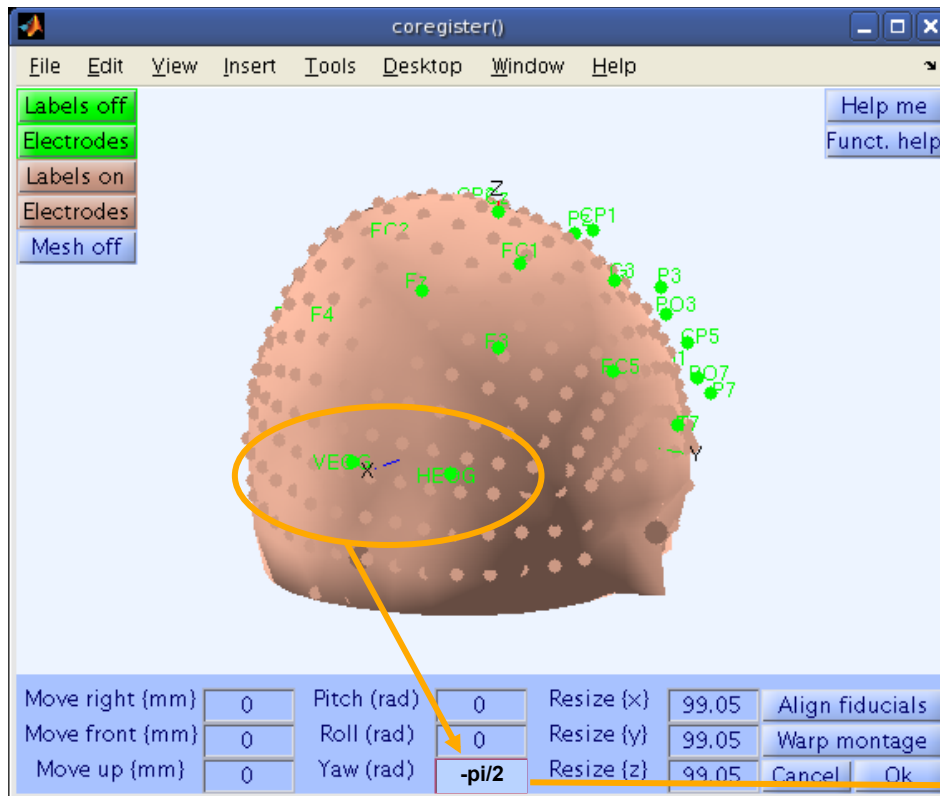 coregister()
File Edit View Insert Tools Desktop Window Help
Labels off
Electrodes
Labels on
Electrodes
Mesh off
Help me
Funct. help
Z
CP1
FC2
FC1
P3
Fz
F4
PO3
CP5
F3
FC5
PO7
P7
T7
Y
VEOG
X
HEOG
Move right {mm} 0 Pitch (rad) 0 Resize {x} 99.05 Align fiducials
Move front {mm} 0 Roll (rad) 0 Resize {y} 99.05 Warp montage
Move up {mm} 0 Yaw (rad) -pi/2 Resize {z} 99.05 Cancel Ok